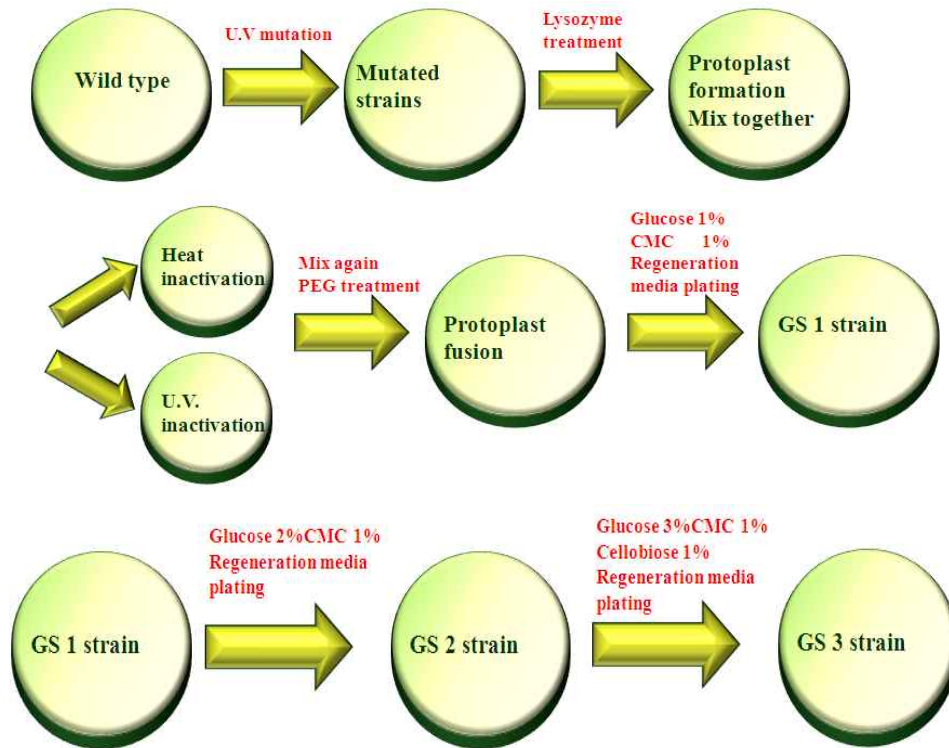 U.V mutation
Wild type
Mutated
strains
Lysozyme
treatment
Protoplast
formation
Mix together
Heat
inactivation
U.V.
inactivation
Mix again
PEG treatment
Protoplast
fusion
Glucose 1%
CMC 1%
Regeneration
media plating
GS 1 strain
GS 1 strain
Glucose 2%CMC 1%
Regeneration media
plating
GS 2 strain
Glucose 3%CMC 1%
Cellobiose 1%
Regeneration media
plating
GS 3 strain